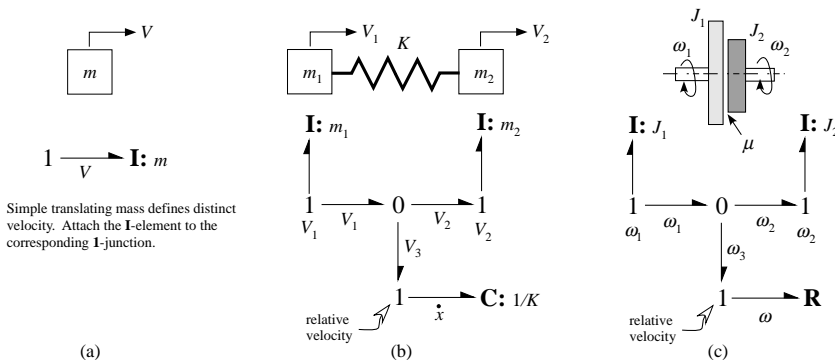 V
m
1 V I: m
Simple translating mass defines distinct
velocity. Attach the I-element to the
corresponding 1-junction.
(a)
V1 V2
K
m1 m2
I: m1 I: m2
1 0 1
V1 V1 V2 V2
V3
1 ẋ C: 1/K
relative
velocity
(b)
J1
J2
ω1 ω2
μ
I: J1 I: J2
1 0 1
ω1 ω1 ω2 ω2
ω3
1 ω R
relative
velocity
(c)